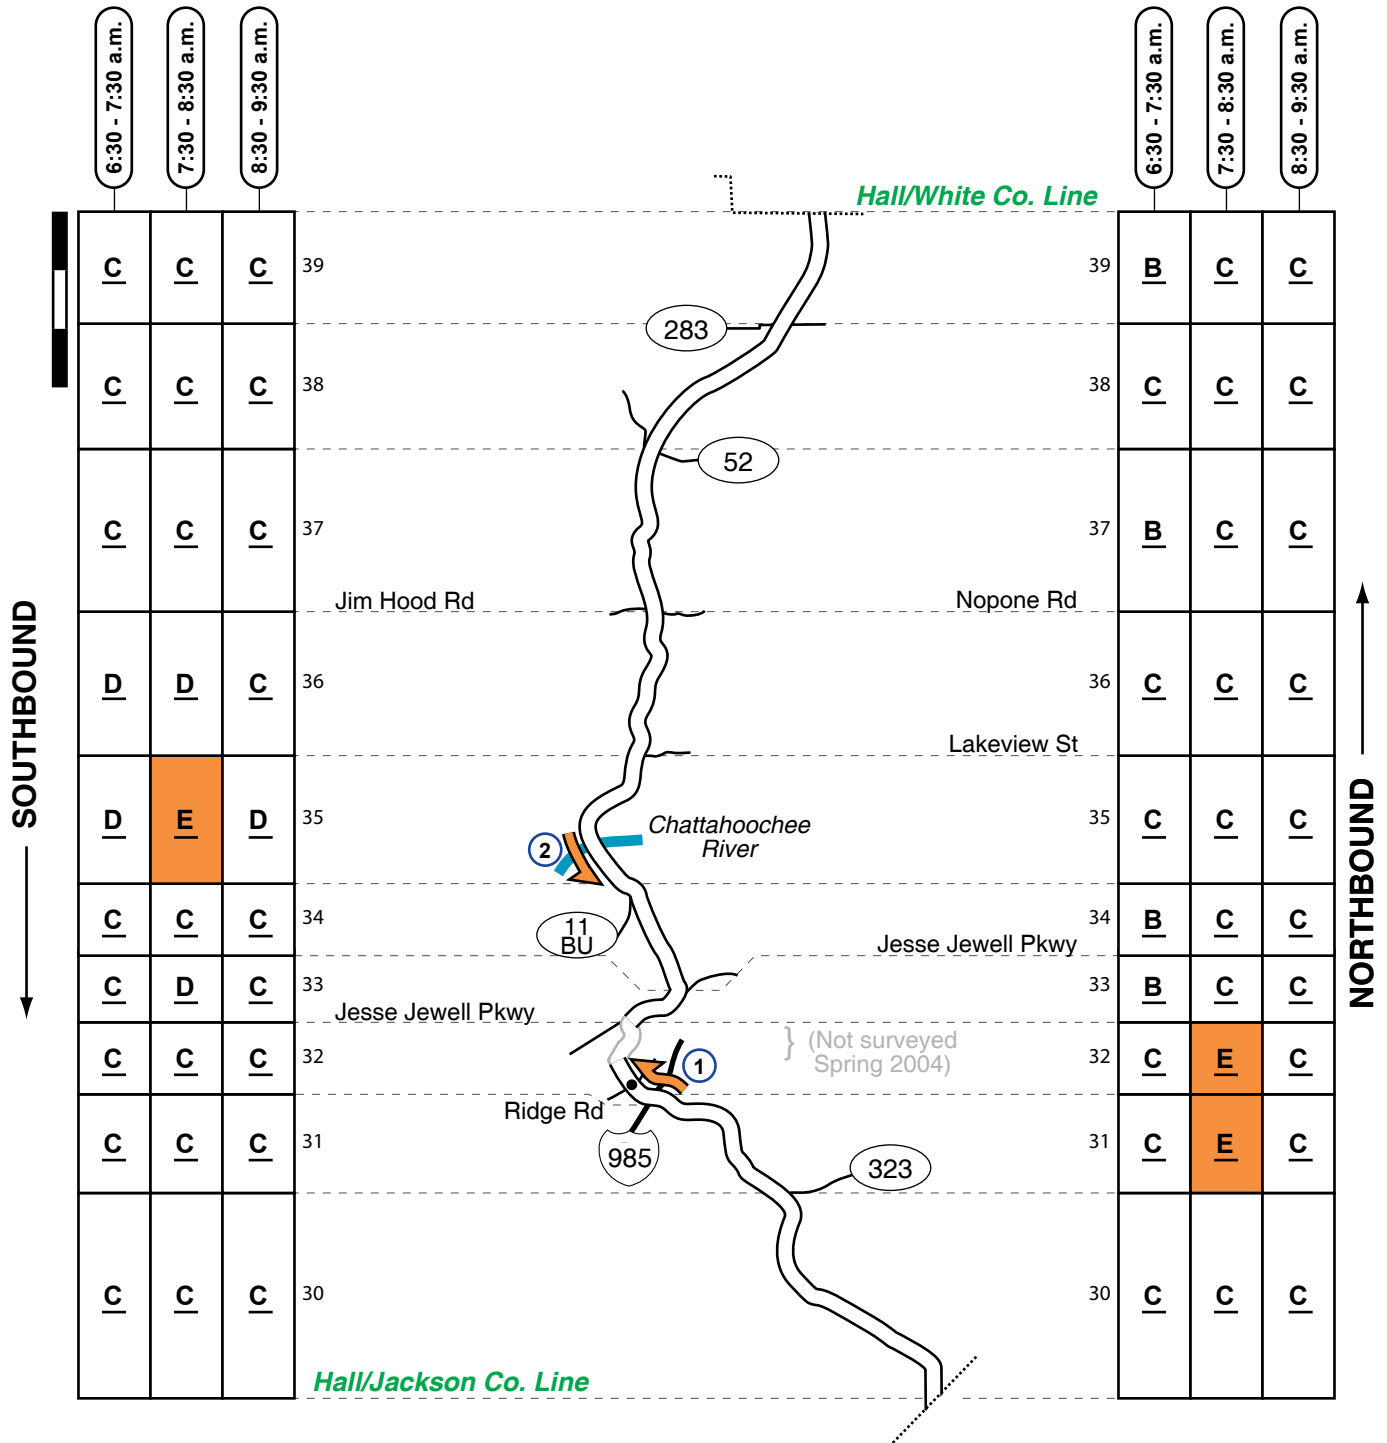 6:30 - 7:30 a.m.
7:30 - 8:30 a.m.
8:30 - 9:30 a.m.
6:30 - 7:30 a.m.
7:30 - 8:30 a.m.
8:30 - 9:30 a.m.
Hall/White Co. Line
C C C 39 39 B C C
283
C C C 38 38 C C C
52
C C C 37 37 B C C
Jim Hood Rd Nopone Rd
SOUTHBOUND
D D C 36 36 C C C
Lakeview St
NORTHBOUND
D E D 35 35 C C C
2 Chattahoochee
River
C C C 34 34 B C C
11
BU
Jesse Jewell Pkwy
C D C 33 33 B C C
Jesse Jewell Pkwy
} (Not surveyed
Spring 2004)
C C C 32 32 C E C
1
Ridge Rd
C C C 31 31 C E C
985
323
C C C 30 30 C C C
Hall/Jackson Co. Line